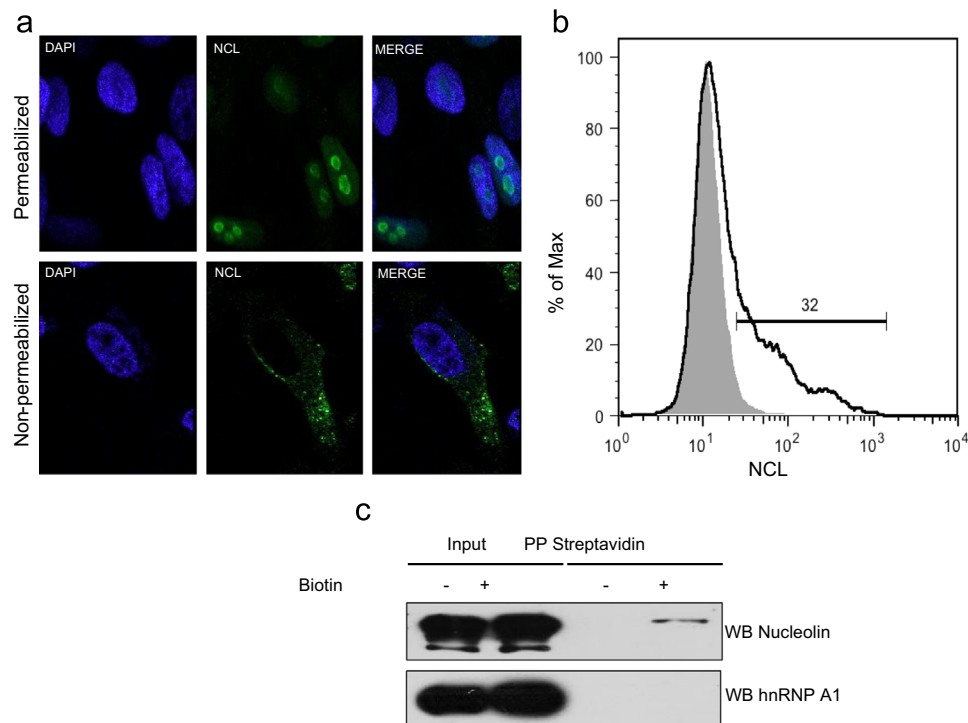 a
DAPI NCL MERGE
Permeabilized
DAPI NCL MERGE
Non-permeabilized
b
100
80
60
40
20
0
% of Max
32
10^0 10^1 10^2 10^3 10^4
NCL
c
Input PP Streptavidin
Biotin - + - +
WB Nucleolin
WB hnRNP A1